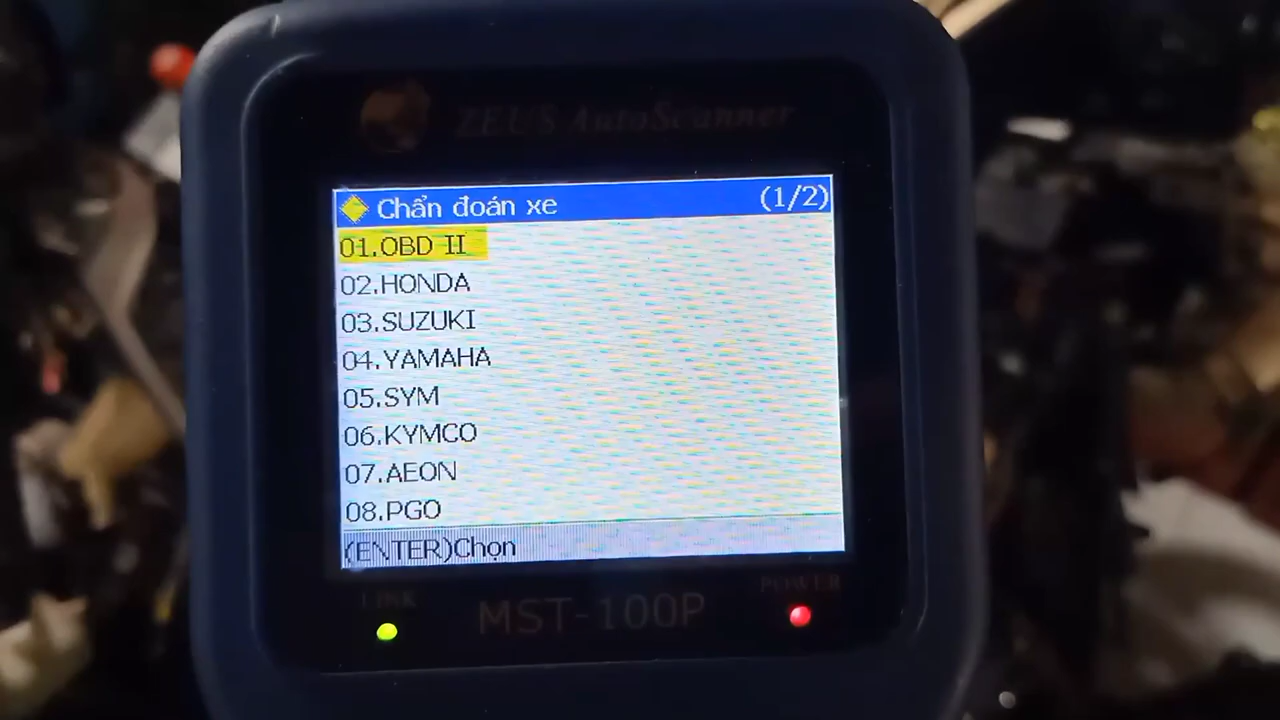 ZEUS AutoScanner
Chẩn đoán xe (1/2)
01.OBD II
02.HONDA
03.SUZUKI
04.YAMAHA
05.SYM
06.KYMCO
07.AEON
08.PGO
(ENTER)Chọn
LINK
POWER
MST-100P